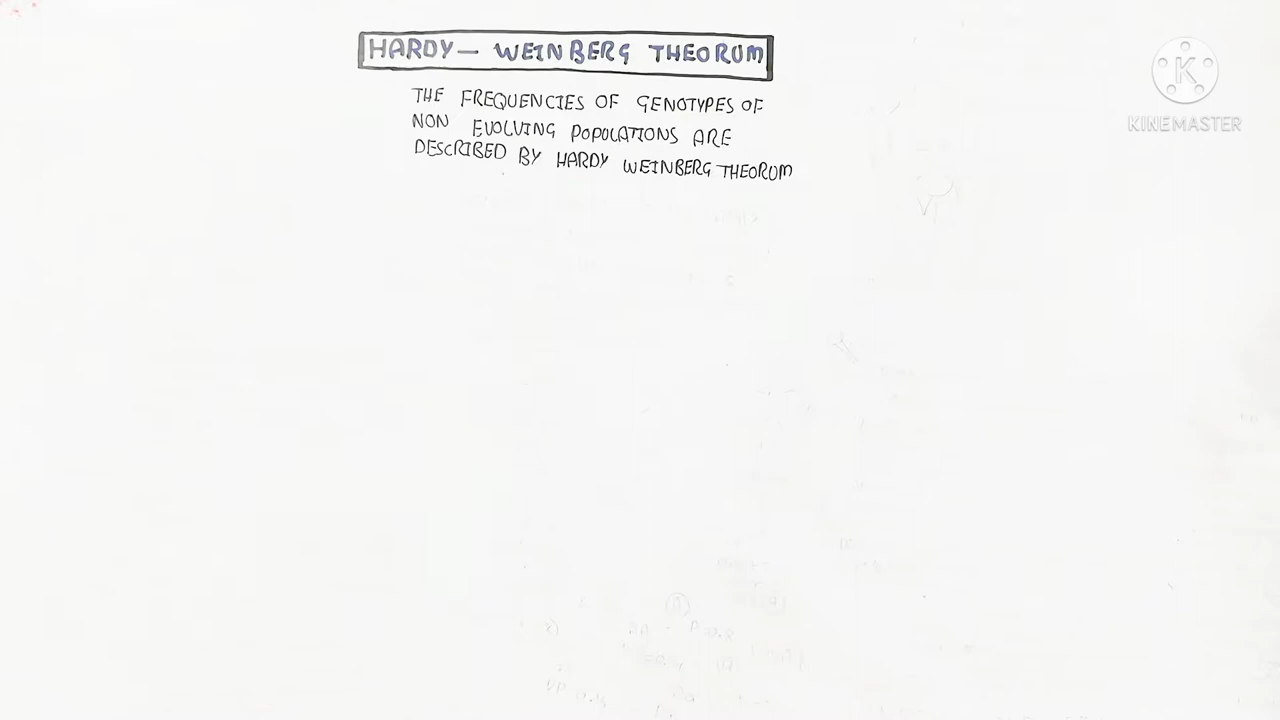 HARDY— WEINBERG THEORUM
THE FREQUENCIES OF GENOTYPES OF
NON EVOLVING POPULATIONS ARE
DESCRIBED BY HARDY WEINBERG THEORUM
K
KINEMASTER